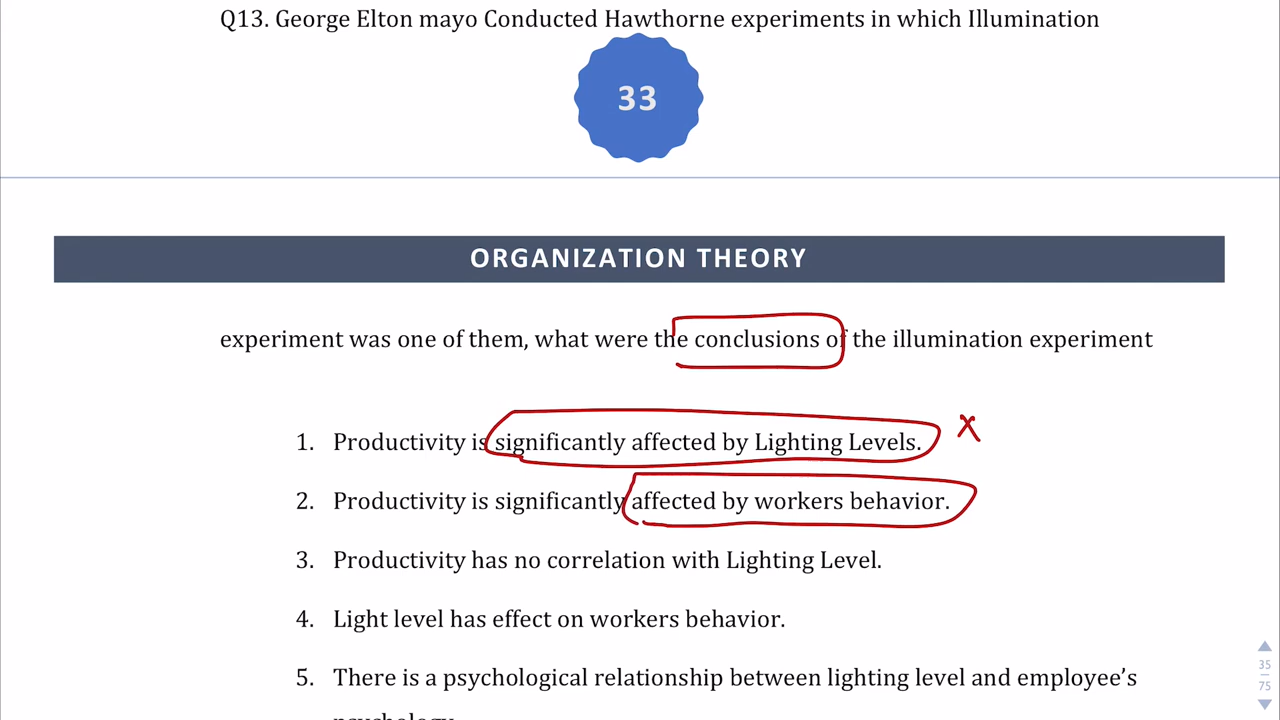 Q13. George Elton mayo Conducted Hawthorne experiments in which Illumination
33
ORGANIZATION THEORY
experiment was one of them, what were the conclusions of the illumination experiment
1. Productivity is significantly affected by Lighting Levels. X
2. Productivity is significantly affected by workers behavior.
3. Productivity has no correlation with Lighting Level.
4. Light level has effect on workers behavior.
5. There is a psychological relationship between lighting level and employee's
psychology.
35
75